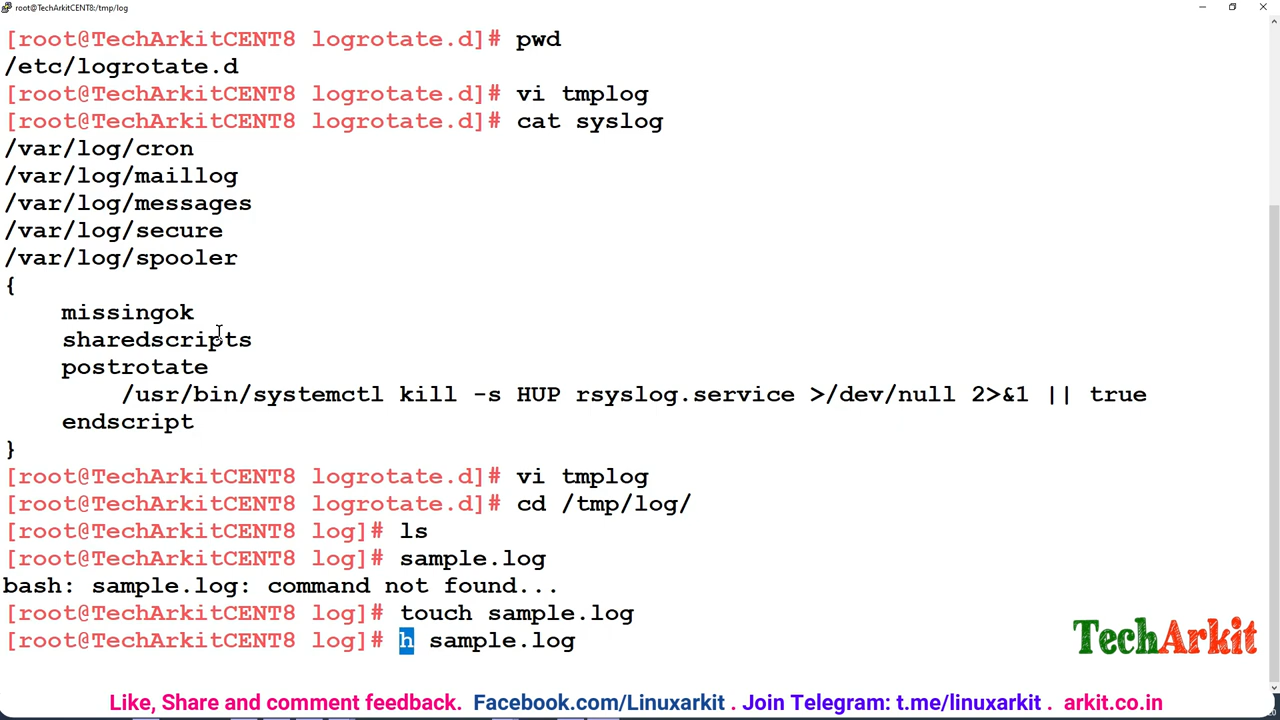 root@TechArkitCENT8:/tmp/log
[root@TechArkitCENT8 logrotate.d]# pwd
/etc/logrotate.d
[root@TechArkitCENT8 logrotate.d]# vi tmplog
[root@TechArkitCENT8 logrotate.d]# cat syslog
/var/log/cron
/var/log/maillog
/var/log/messages
/var/log/secure
/var/log/spooler
{
    missingok
    sharedscripts
    postrotate
        /usr/bin/systemctl kill -s HUP rsyslog.service >/dev/null 2>&1 || true
    endscript
}
[root@TechArkitCENT8 logrotate.d]# vi tmplog
[root@TechArkitCENT8 logrotate.d]# cd /tmp/log/
[root@TechArkitCENT8 log]# ls
[root@TechArkitCENT8 log]# sample.log
bash: sample.log: command not found...
[root@TechArkitCENT8 log]# touch sample.log
[root@TechArkitCENT8 log]# h sample.log
TechArkit
Like, Share and comment feedback. Facebook.com/Linuxarkit . Join Telegram: t.me/linuxarkit . arkit.co.in